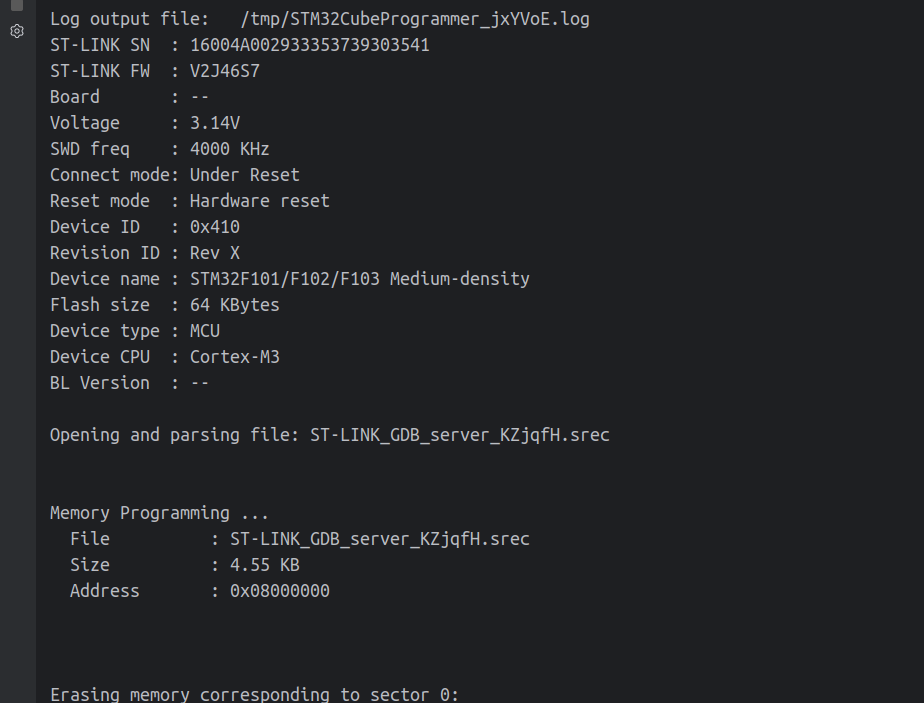 Log output file:   /tmp/STM32CubeProgrammer_jxYVoE.log
ST-LINK SN  : 16004A002933353739303541
ST-LINK FW  : V2J46S7
Board       : --
Voltage     : 3.14V
SWD freq    : 4000 KHz
Connect mode: Under Reset
Reset mode  : Hardware reset
Device ID   : 0x410
Revision ID : Rev X
Device name : STM32F101/F102/F103 Medium-density
Flash size  : 64 KBytes
Device type : MCU
Device CPU  : Cortex-M3
BL Version  : --
Opening and parsing file: ST-LINK_GDB_server_KZjqfH.srec
Memory Programming ...
  File          : ST-LINK_GDB_server_KZjqfH.srec
  Size          : 4.55 KB
  Address       : 0x08000000
Erasing memory corresponding to sector 0: